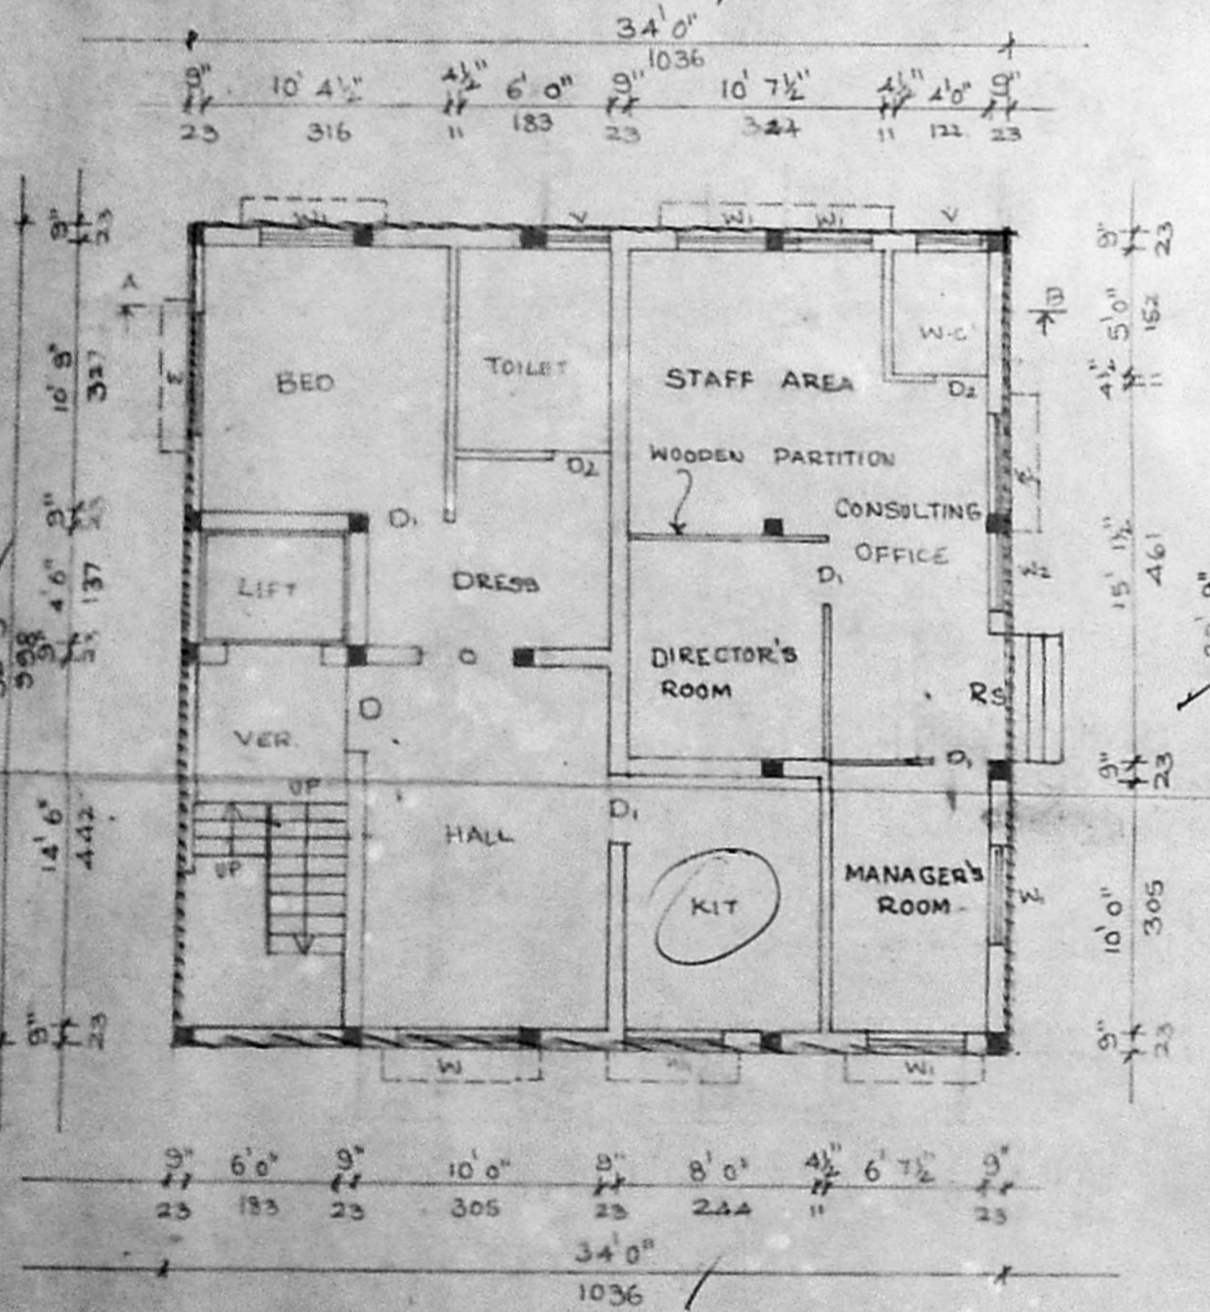 34'0"
1036
9" 10' 4½" 4½" 6' 0" 9" 10' 7½" 4½" 4'0" 9"
23 316 11 183 23 324 11 122 23
W1 V W1 W1 V
9" 23
9" 23
A
B
5'0" 152
W.C
TOILET
BED
STAFF AREA
10' 9" 327
4½" 11
D2
WOODEN PARTITION
D2
CONSULTING
OFFICE
9" 23
D1
15' 1½" 461
W2
D1
LIFT
DRESS
4'6" 137
9" 23
998
O
DIRECTOR'S
ROOM
RS
D
VER.
D1
9" 23
UP
D1
HALL
14' 6" 442
UP
MANAGER'S
ROOM
KIT
W1
10' 0" 305
9" 23
9" 23
W W1
9" 6'0" 9" 10'0" 9" 8' 0" 4½" 6' 7½" 9"
23 183 23 305 23 244 11 23
34'0"
1036